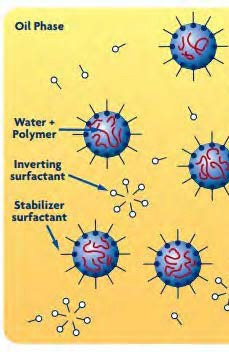 Oil Phase
Water +
Polymer
Inverting
surfactant
Stabilizer
surfactant